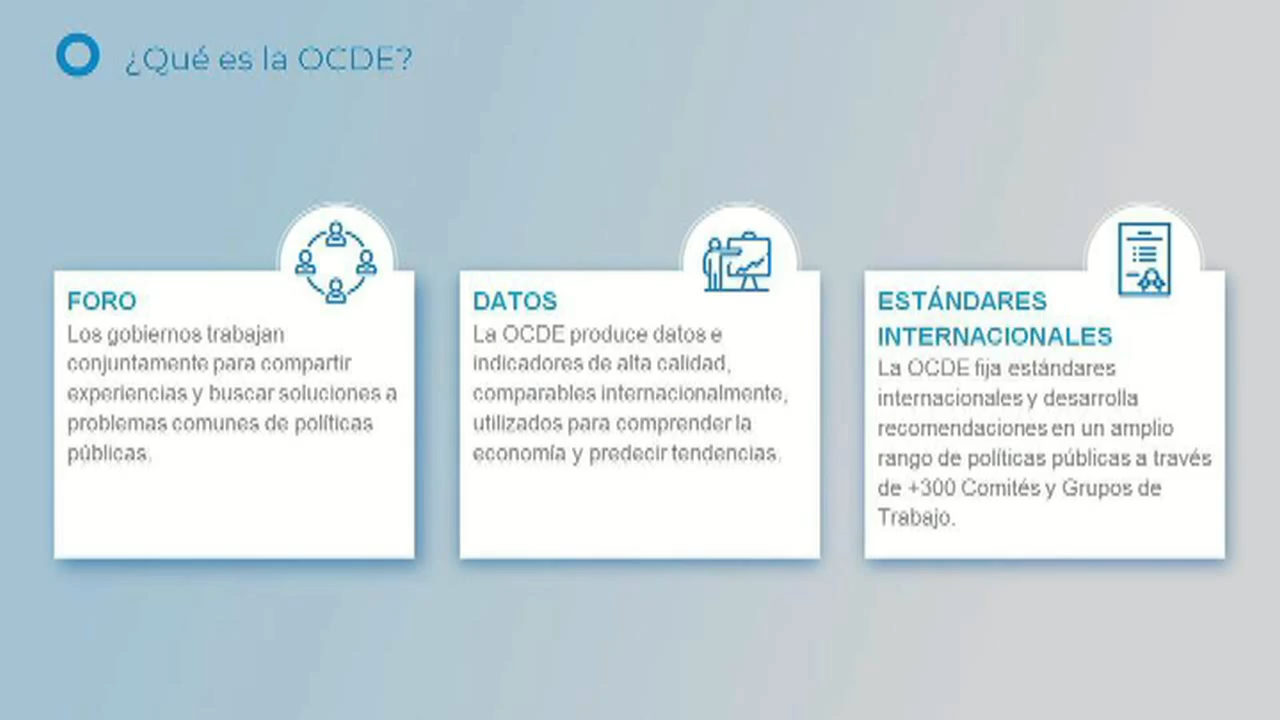 ¿Qué es la OCDE?
FORO
Los gobiernos trabajan
conjuntamente para compartir
experiencias y buscar soluciones a
problemas comunes de políticas
públicas.
DATOS
La OCDE produce datos e
indicadores de alta calidad,
comparables internacionalmente,
utilizados para comprender la
economía y predecir tendencias.
ESTÁNDARES
INTERNACIONALES
La OCDE fija estándares
internacionales y desarrolla
recomendaciones en un amplio
rango de políticas públicas a través
de +300 Comités y Grupos de
Trabajo.